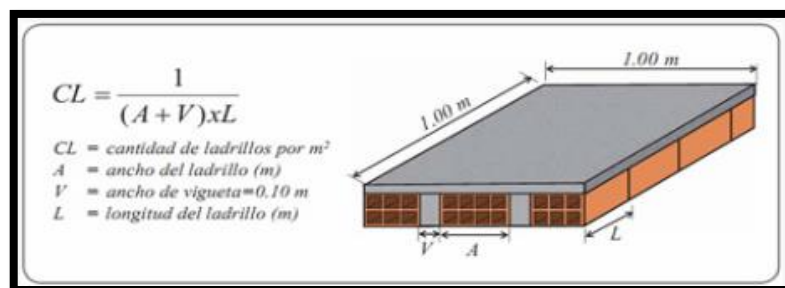 CL = 1 / (A + V)xL
CL = cantidad de ladrillos por m²
A = ancho del ladrillo (m)
V = ancho de vigueta=0.10 m
L = longitud del ladrillo (m)
1.00 m
1.00 m
V
A
L